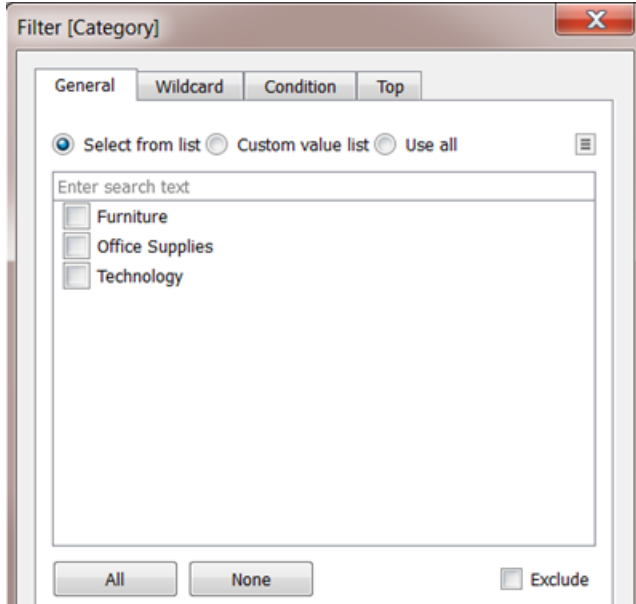 Filter [Category]
General Wildcard Condition Top
Select from list Custom value list Use all
Enter search text
Furniture
Office Supplies
Technology
All None Exclude